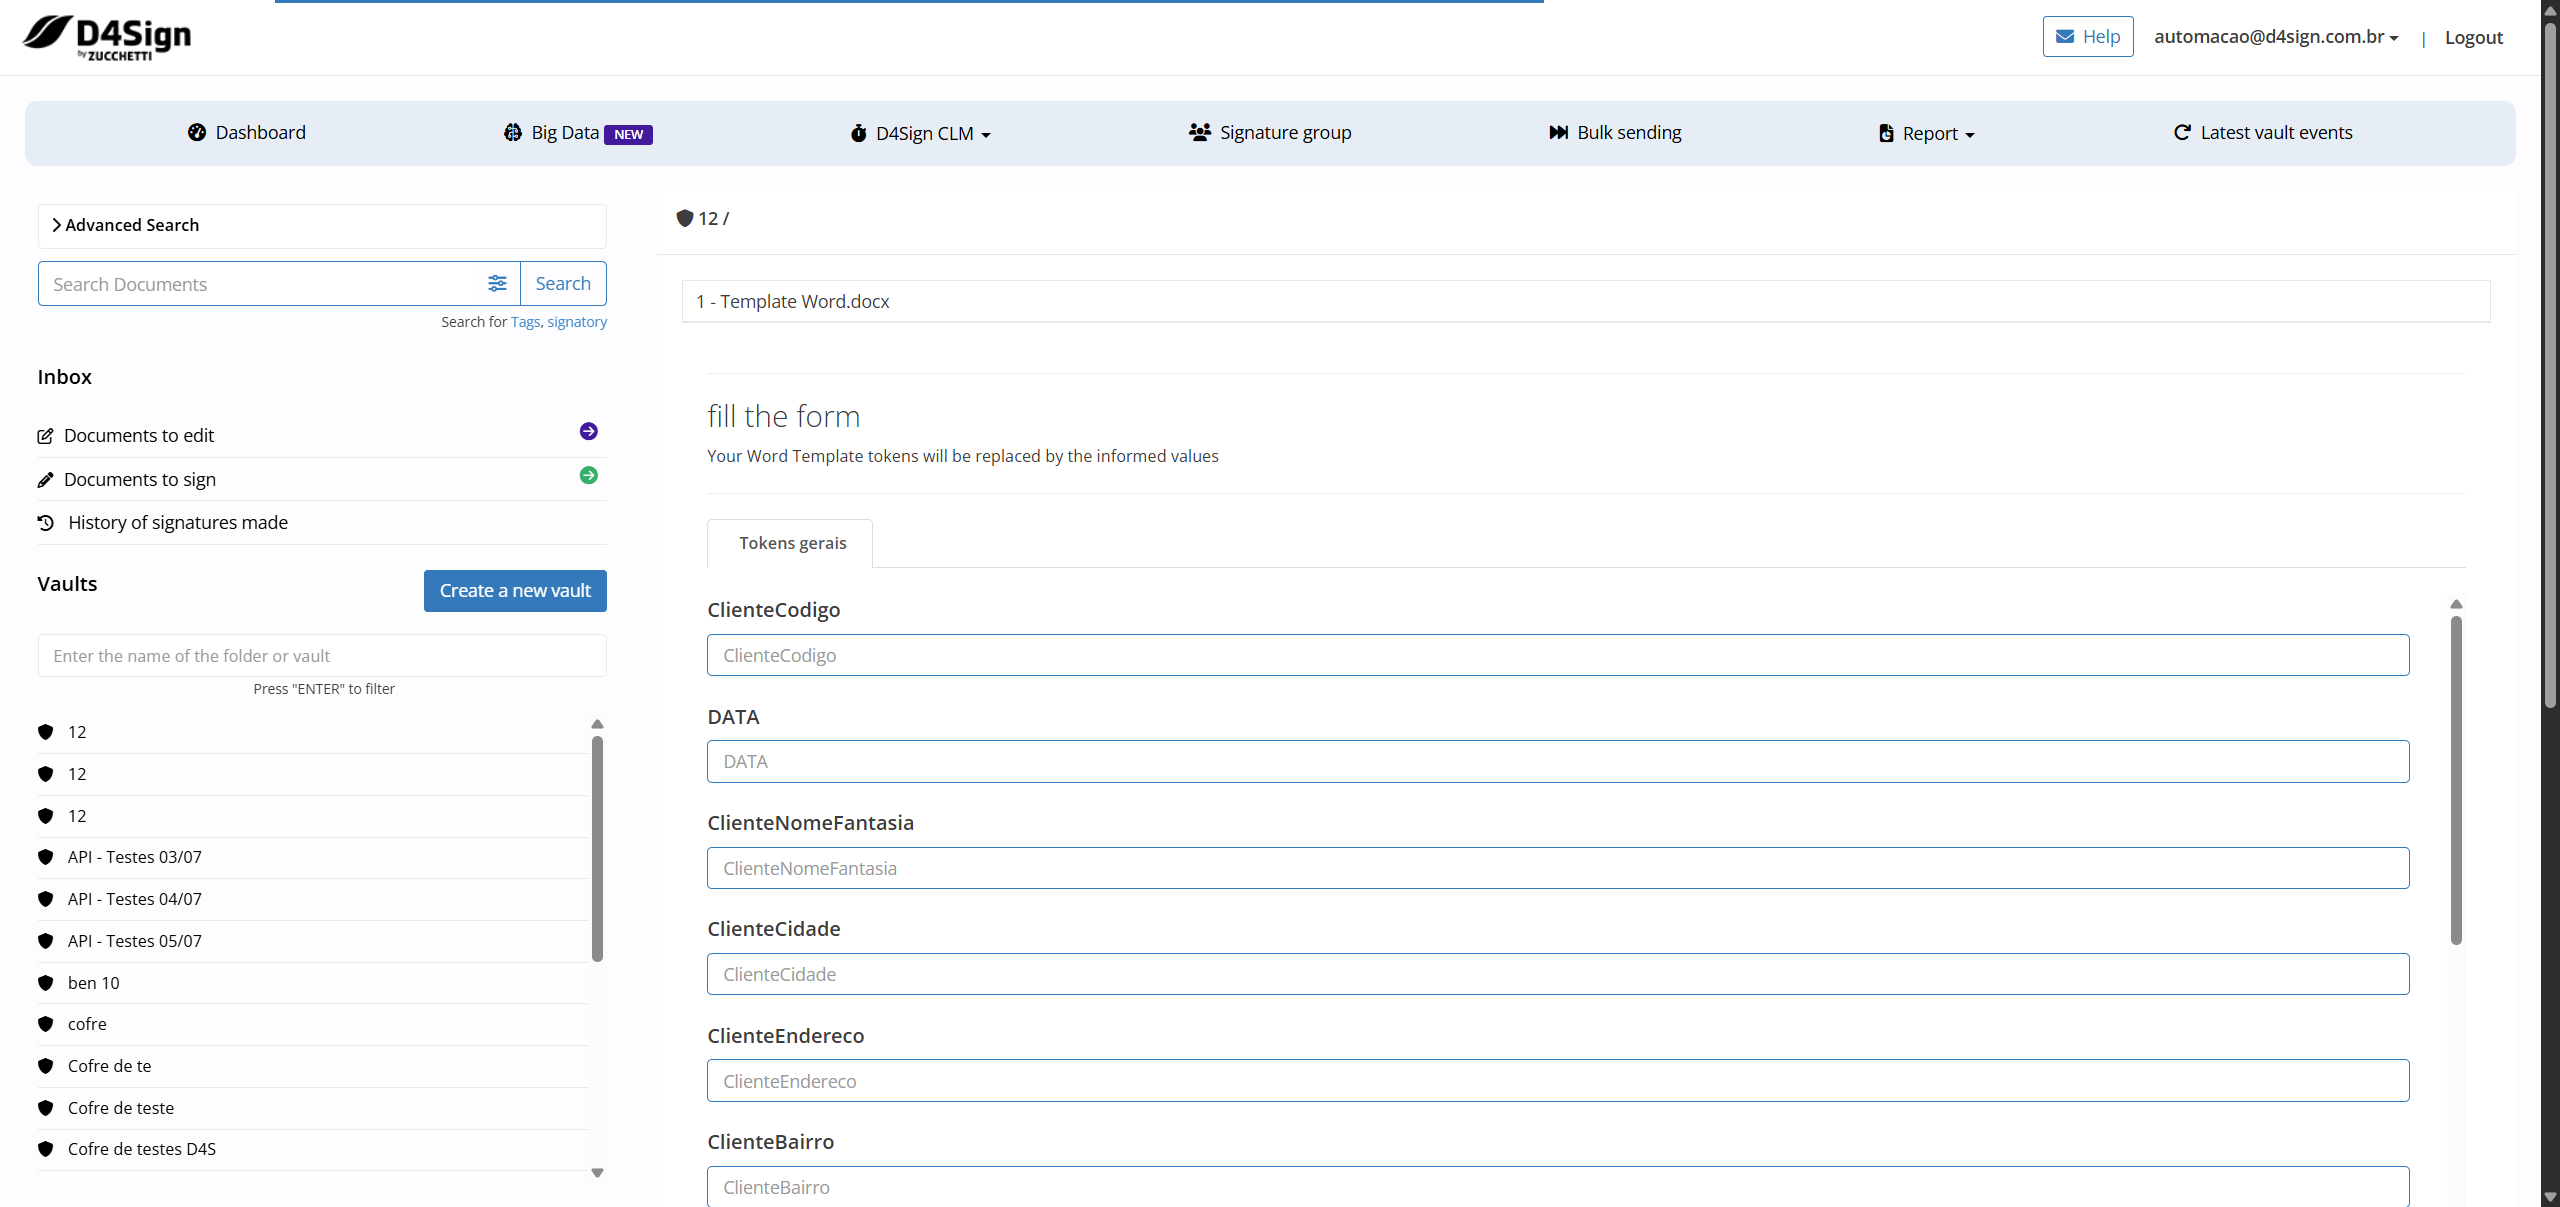 D4Sign
by ZUCCHETTI
Help
automacao@d4sign.com.br
|
Logout
Dashboard
Big Data NEW
D4Sign CLM
Signature group
Bulk sending
Report
Latest vault events
Advanced Search
Search Documents
Search
Search for Tags, signatory
Inbox
Documents to edit
Documents to sign
History of signatures made
Vaults
Create a new vault
Enter the name of the folder or vault
Press "ENTER" to filter
12
12
12
API - Testes 03/07
API - Testes 04/07
API - Testes 05/07
ben 10
cofre
Cofre de te
Cofre de teste
Cofre de testes D4S
12 /
1 - Template Word.docx
fill the form
Your Word Template tokens will be replaced by the informed values
Tokens gerais
ClienteCodigo
ClienteCodigo
DATA
DATA
ClienteNomeFantasia
ClienteNomeFantasia
ClienteCidade
ClienteCidade
ClienteEndereco
ClienteEndereco
ClienteBairro
ClienteBairro